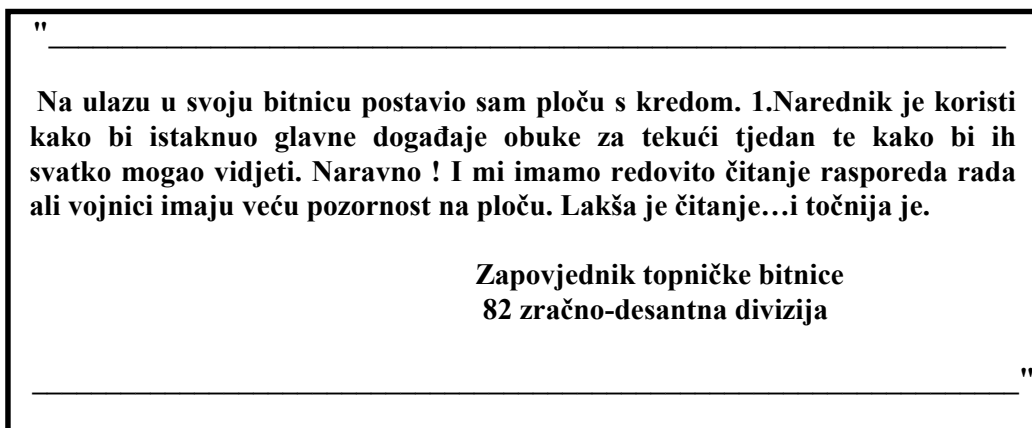 "
Na ulazu u svoju bitnicu postavio sam ploču s kredom. 1.Narednik je koristi
kako bi istaknuo glavne događaje obuke za tekući tjedan te kako bi ih
svatko mogao vidjeti. Naravno ! I mi imamo redovito čitanje rasporeda rada
ali vojnici imaju veću pozornost na ploču. Lakša je čitanje…i točnija je.
Zapovjednik topničke bitnice
82 zračno-desantna divizija
"